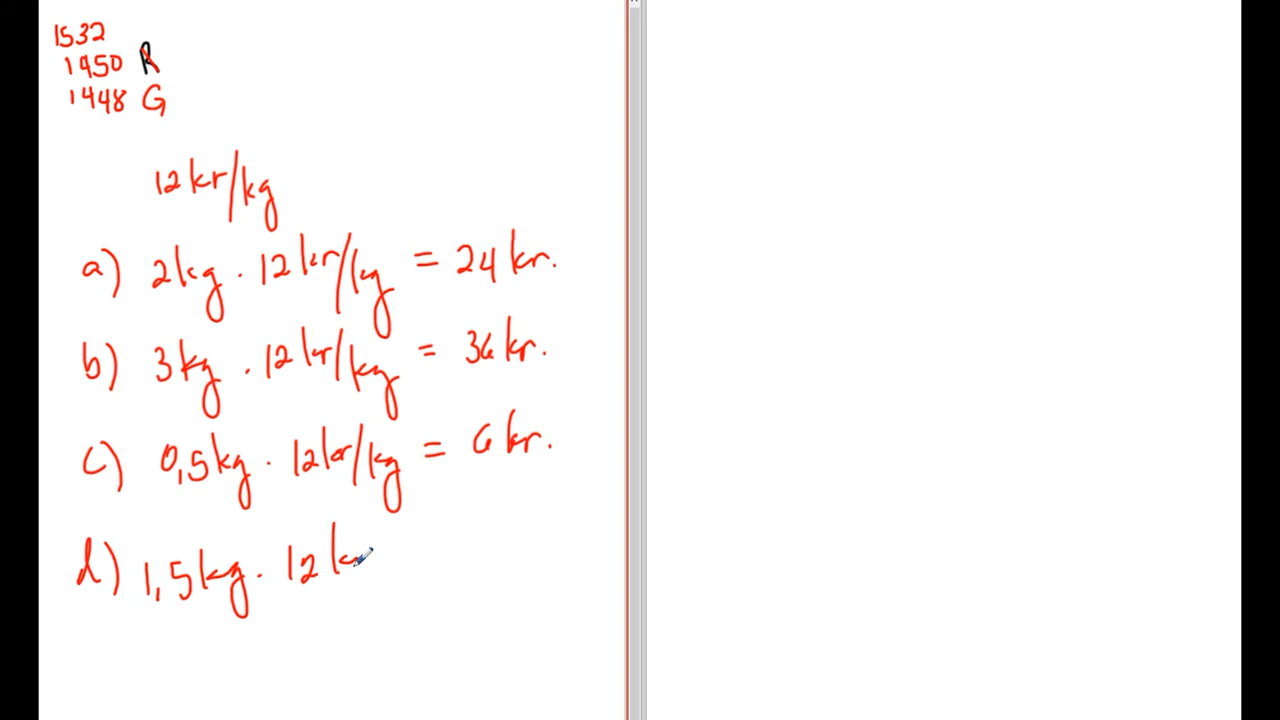 1532
1450 R
1448 G
12 kr/kg
a) 2 kg · 12 kr/kg = 24 kr.
b) 3 kg · 12 kr/kg = 36 kr.
c) 0,5 kg · 12 kr/kg = 6 kr.
d) 1,5 kg · 12 k